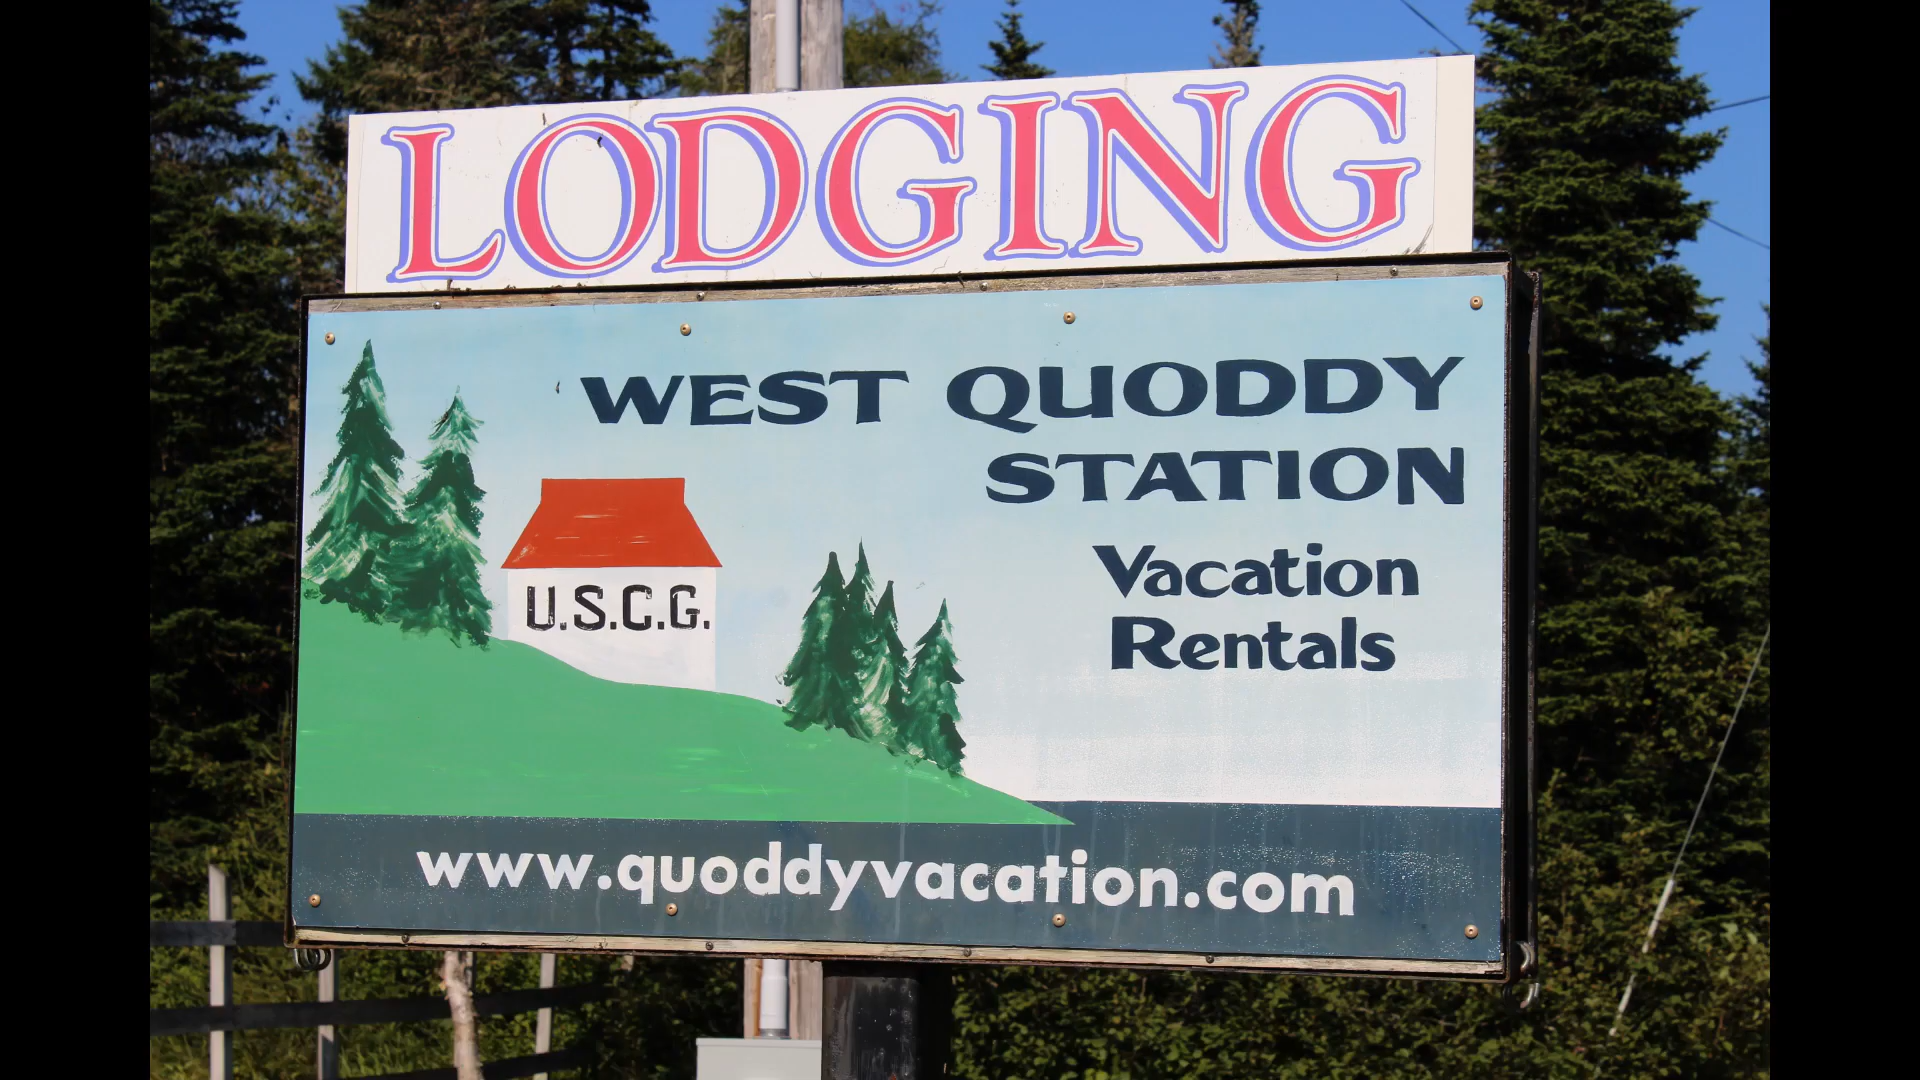 LODGING
WEST QUODDY
STATION
Vacation
Rentals
U.S.C.G.
www.quoddyvacation.com